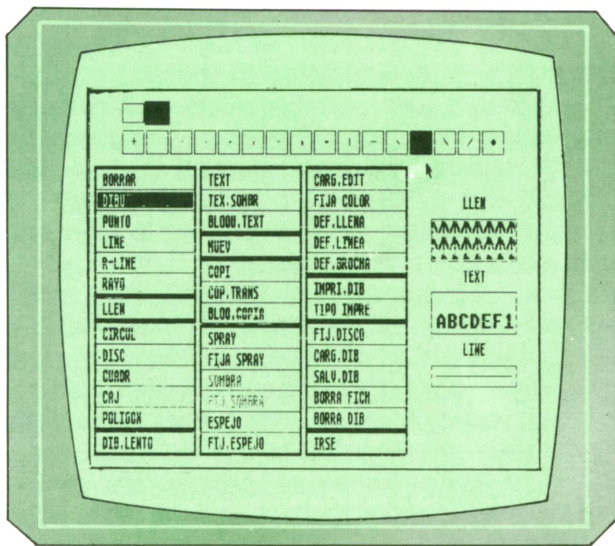 BORRAR
DIBU
PUNTO
LINE
R-LINE
RAYO
LLEN
CIRCUL
DISC
CUADR
CAJ
POLIGON
DIB.LENTO
TEXT
TEX.SOMBR
BLOQU.TEXT
MUEV
COPI
COP.TRANS
BLOQ.COPIA
SPRAY
FIJA SPRAY
SOMBRA
FIJ.SOMBRA
ESPEJO
FIJ.ESPEJO
CARG.EDIT
FIJA COLOR
DEF.LLENA
DEF.LINEA
DEF.BROCHA
IMPRI.DIB
TIPO IMPRE
FIJ.DISCO
CARG.DIB
SALV.DIB
BORRA FICH
BORRA DIB
IRSE
LLEN
TEXT
ABCDEF1
LINE